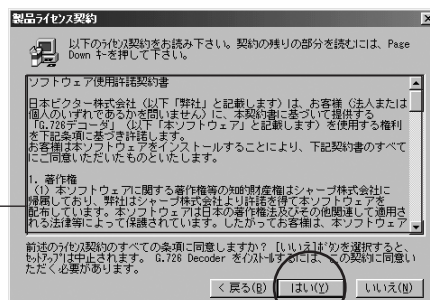 製品ライセンス契約
以下のライセンス契約をお読み下さい。契約の残りの部分を読むには、Page
Down キーを押して下さい。
ソフトウェア使用許諾契約書
日本ビクター株式会社（以下「弊社」と記載します）は、お客様（法人または
個人のいずれであるかを問いません）に、本契約書に基づいて提供する
「G.726デコーダ」（以下「本ソフトウェア」と記載します）を使用する権利
を下記条項に基づき許諾します。
お客様は本ソフトウェアをインストールすることにより、下記契約書のすべて
にご同意いただいたものといたします。
1. 著作権
（1）本ソフトウェアに関する著作権等の知的財産権はシャープ株式会社に
帰属しており、弊社はシャープ株式会社より許諾を得て本ソフトウェアを
配布しています。本ソフトウェアは日本の著作権法及びその他関連して適用さ
れる法律等によって保護されています。したがってお客様は、本ソフトウェア
前述のライセンス契約のすべての条項に同意しますか？ [いいえ]ボタンを選択すると、
セットアップは中止されます。 G.726 Decoder をインストールするには、この契約に同意い
ただく必要があります。
< 戻る(B)
はい(Y)
いいえ(N)